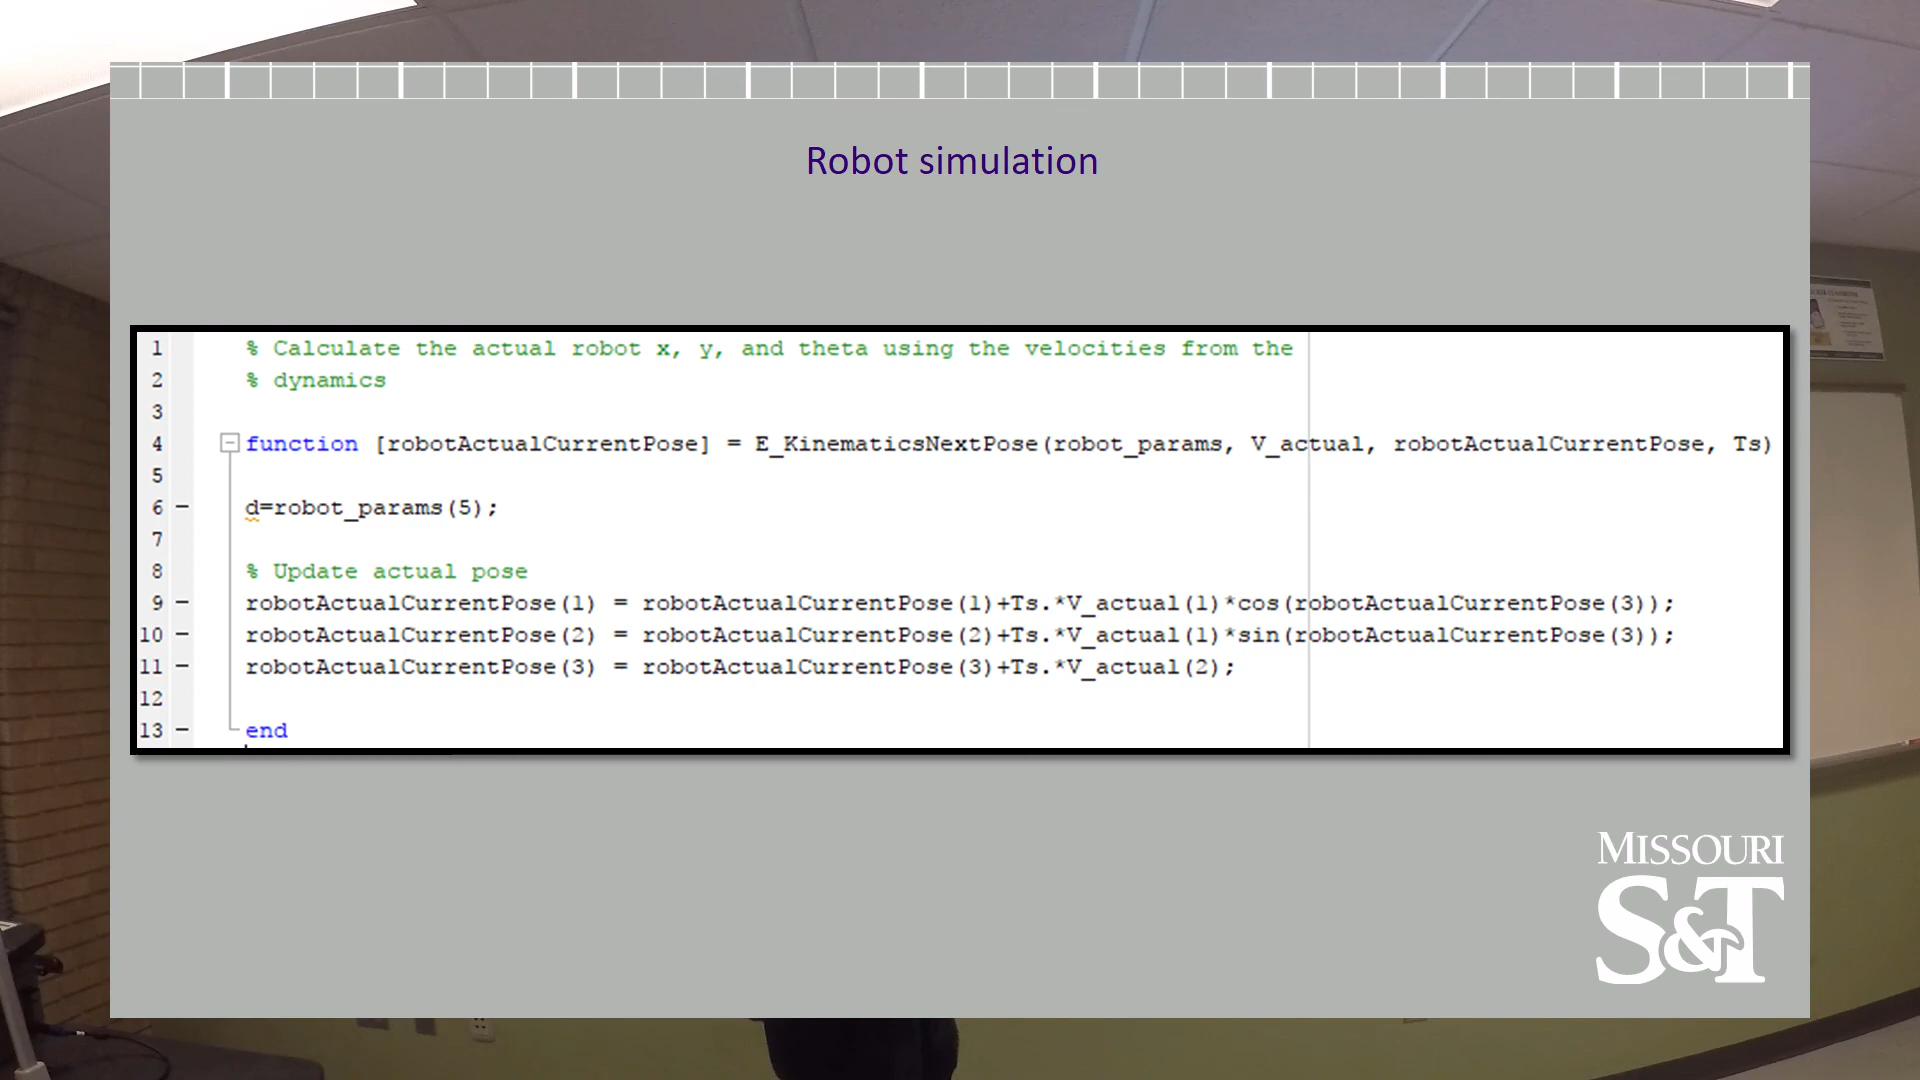 Robot simulation
1 % Calculate the actual robot x, y, and theta using the velocities from the
2 % dynamics
3
4 function [robotActualCurrentPose] = E_KinematicsNextPose(robot_params, V_actual, robotActualCurrentPose, Ts)
5
6 d=robot_params(5);
7
8 % Update actual pose
9 robotActualCurrentPose(1) = robotActualCurrentPose(1)+Ts.*V_actual(1)*cos(robotActualCurrentPose(3));
10 robotActualCurrentPose(2) = robotActualCurrentPose(2)+Ts.*V_actual(1)*sin(robotActualCurrentPose(3));
11 robotActualCurrentPose(3) = robotActualCurrentPose(3)+Ts.*V_actual(2);
12
13 end
MISSOURI
S&T